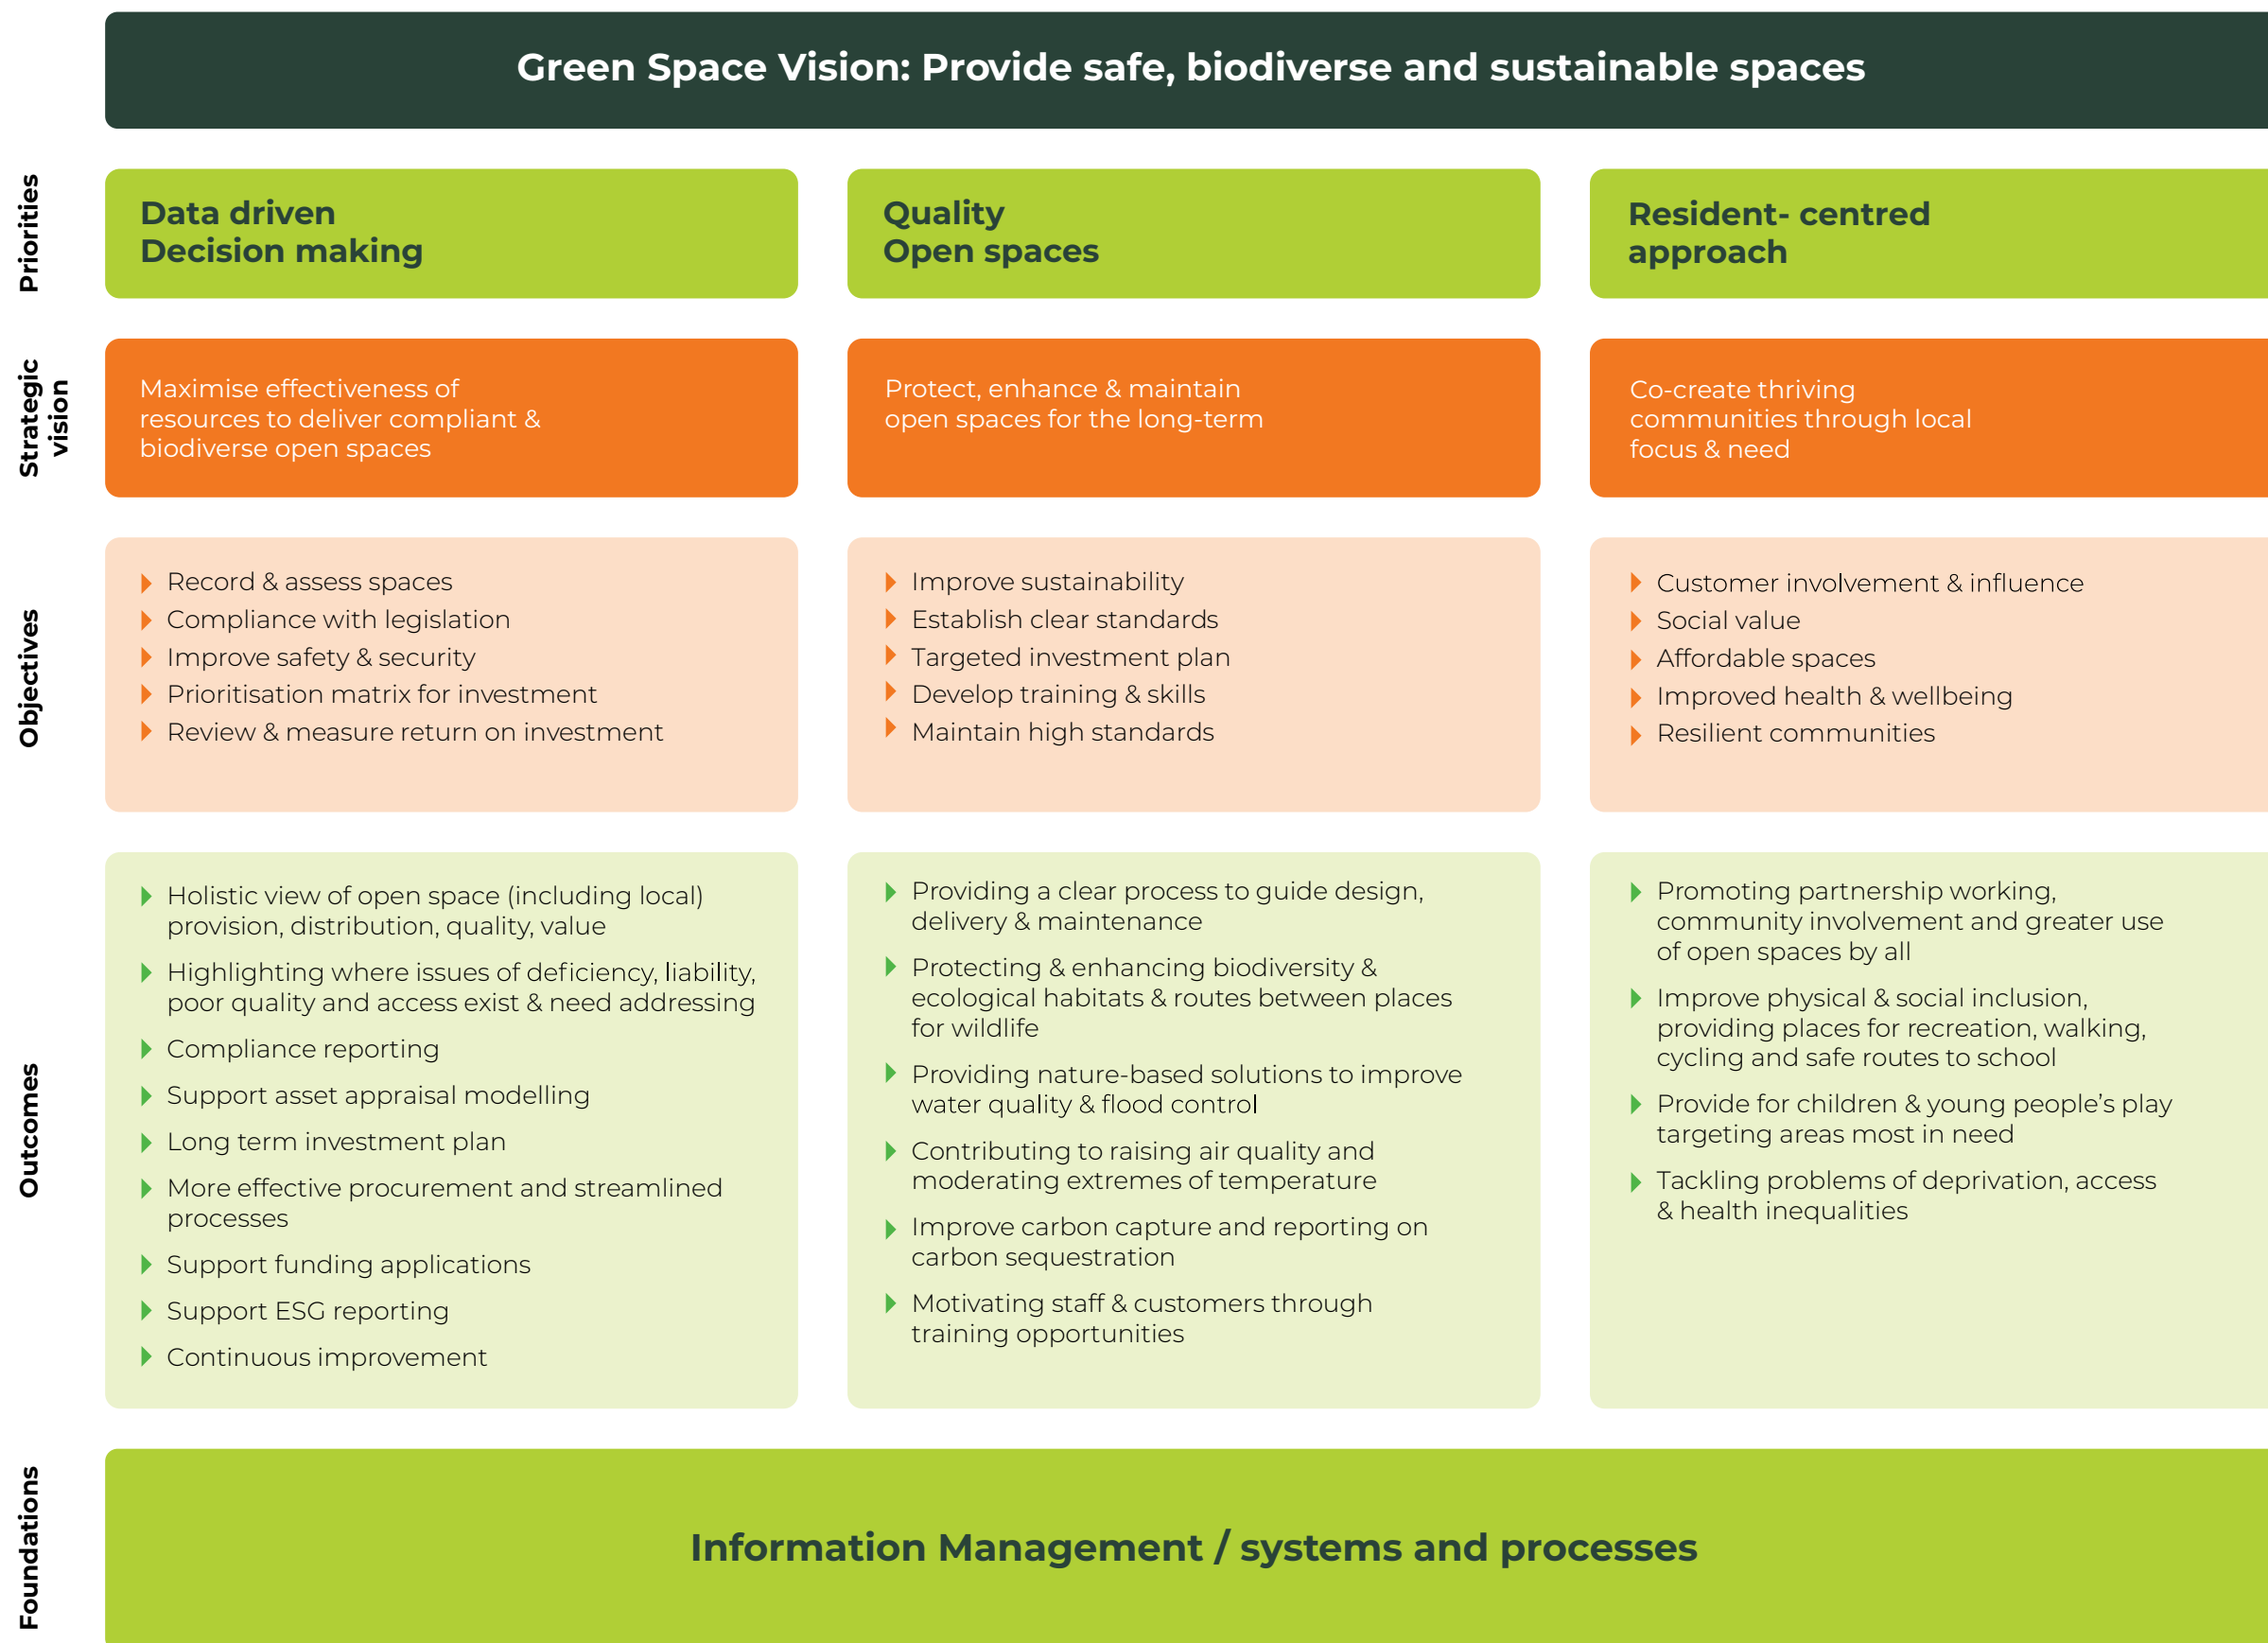 Green Space Vision: Provide safe, biodiverse and sustainable spaces
Priorities
Data driven
Decision making
Quality
Open spaces
Resident- centred
approach
Strategic
vision
Maximise effectiveness of
resources to deliver compliant &
biodiverse open spaces
Protect, enhance & maintain
open spaces for the long-term
Co-create thriving
communities through local
focus & need
Objectives
Record & assess spaces
Compliance with legislation
Improve safety & security
Prioritisation matrix for investment
Review & measure return on investment
Improve sustainability
Establish clear standards
Targeted investment plan
Develop training & skills
Maintain high standards
Customer involvement & influence
Social value
Affordable spaces
Improved health & wellbeing
Resilient communities
Outcomes
Holistic view of open space (including local)
provision, distribution, quality, value
Highlighting where issues of deficiency, liability,
poor quality and access exist & need addressing
Compliance reporting
Support asset appraisal modelling
Long term investment plan
More effective procurement and streamlined
processes
Support funding applications
Support ESG reporting
Continuous improvement
Providing a clear process to guide design,
delivery & maintenance
Protecting & enhancing biodiversity &
ecological habitats & routes between places
for wildlife
Providing nature-based solutions to improve
water quality & flood control
Contributing to raising air quality and
moderating extremes of temperature
Improve carbon capture and reporting on
carbon sequestration
Motivating staff & customers through
training opportunities
Promoting partnership working,
community involvement and greater use
of open spaces by all
Improve physical & social inclusion,
providing places for recreation, walking,
cycling and safe routes to school
Provide for children & young people’s play
targeting areas most in need
Tackling problems of deprivation, access
& health inequalities
Foundations
Information Management / systems and processes